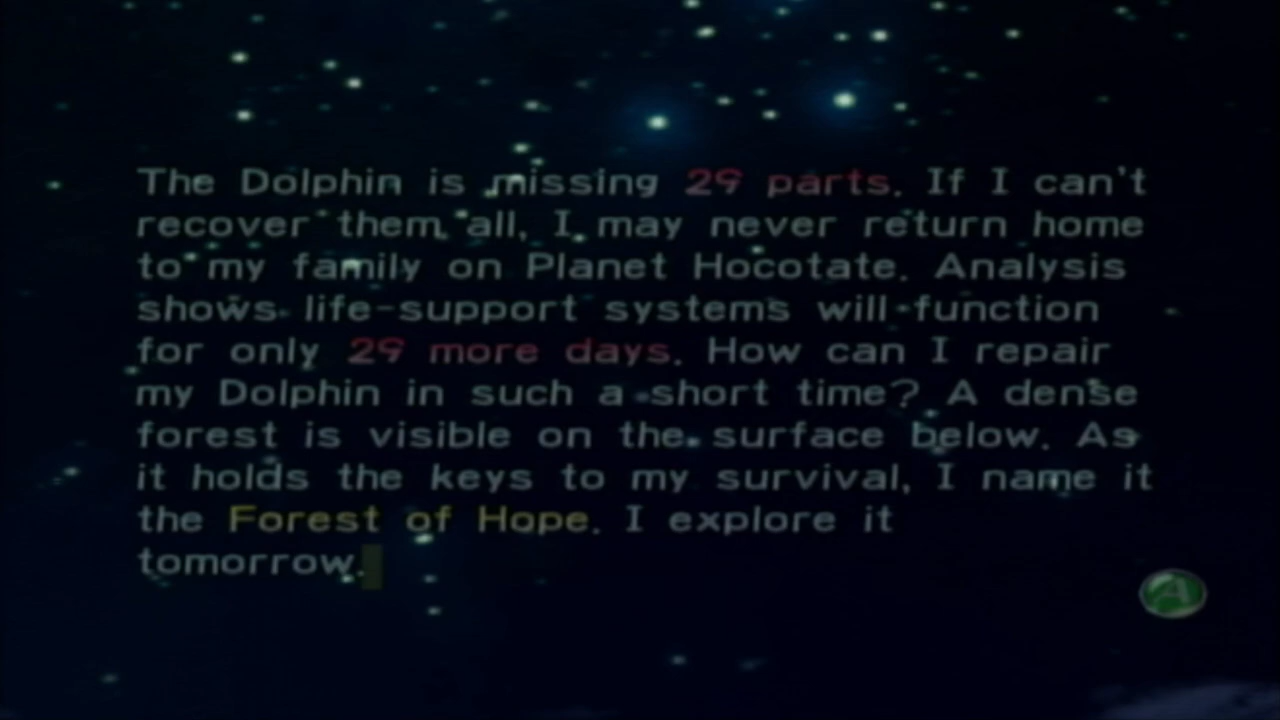 The Dolphin is missing 29 parts. If I can't
recover them all, I may never return home
to my family on Planet Hocotate. Analysis
shows life-support systems will function
for only 29 more days. How can I repair
my Dolphin in such a short time? A dense
forest is visible on the surface below. As
it holds the keys to my survival, I name it
the Forest of Hope. I explore it
tomorrow.
A